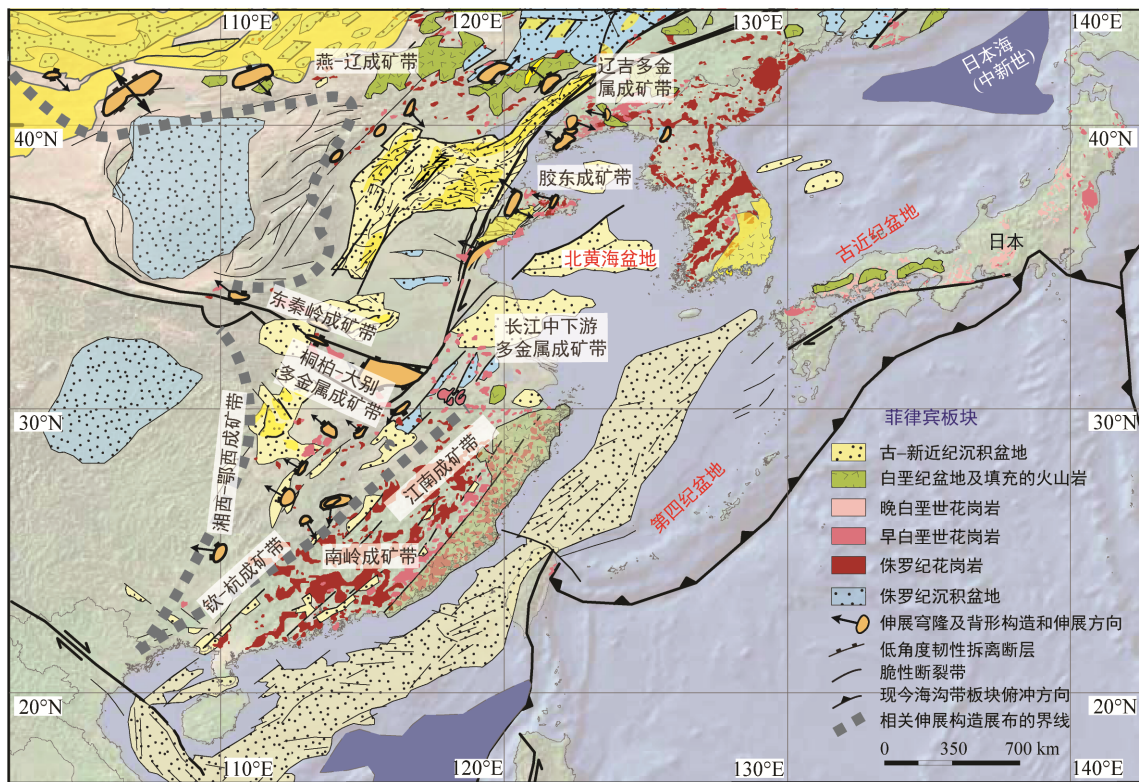 110°E
120°E
130°E
140°E
燕-辽成矿带
辽吉多金
属成矿带
日本海
(中新世)
40°N
40°N
胶东成矿带
古近纪盆地
日本
北黄海盆地
东秦岭成矿带
长江中下游
多金属成矿带
桐柏-大别
多金属成矿带
30°N
30°N
湘西-鄂西成矿带
江南成矿带
第四纪盆地
钦-杭成矿带
南岭成矿带
菲律宾板块
古-新近纪沉积盆地
白垩纪盆地及填充的火山岩
晚白垩世花岗岩
早白垩世花岗岩
侏罗纪花岗岩
侏罗纪沉积盆地
伸展穹隆及背形构造和伸展方向
低角度韧性拆离断层
脆性断裂带
现今海沟带板块俯冲方向
相关伸展构造展布的界线
0 350 700 km
20°N
20°N
110°E
120°E
130°E
140°E